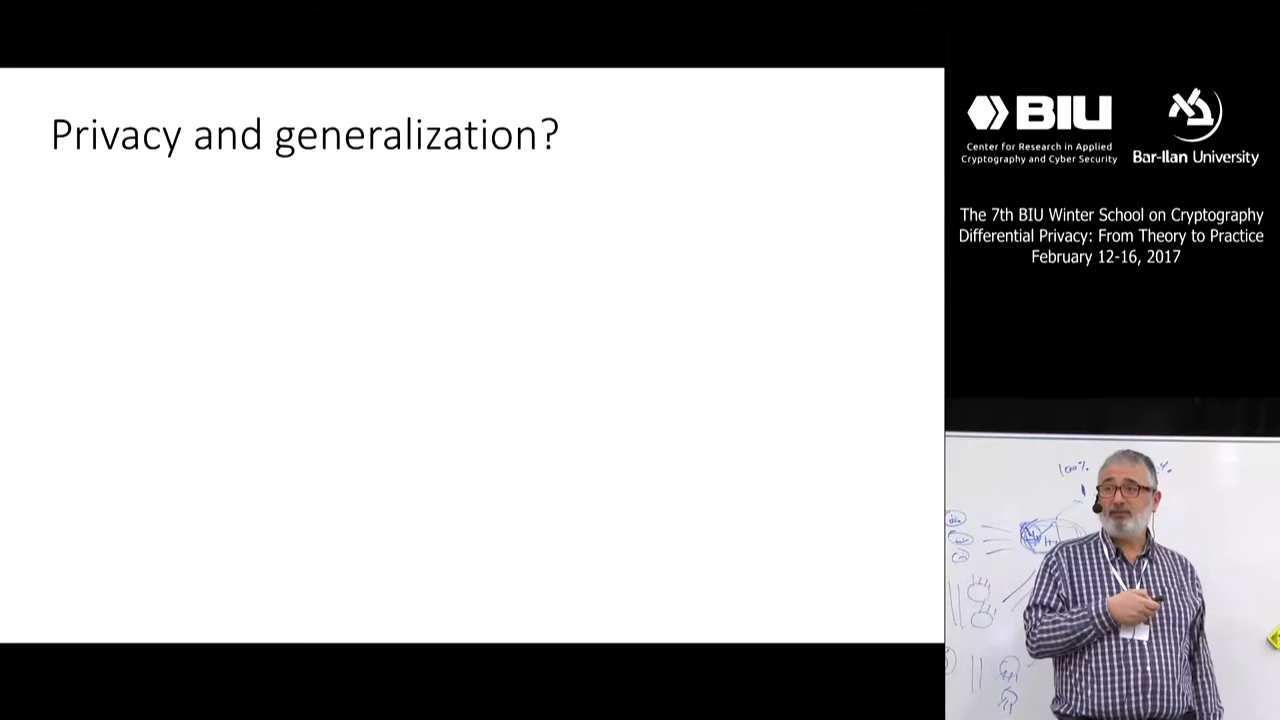 Privacy and generalization?
BIU
Center for Research in Applied
Cryptography and Cyber Security
Bar-Ilan University
The 7th BIU Winter School on Cryptography
Differential Privacy: From Theory to Practice
February 12-16, 2017
100%